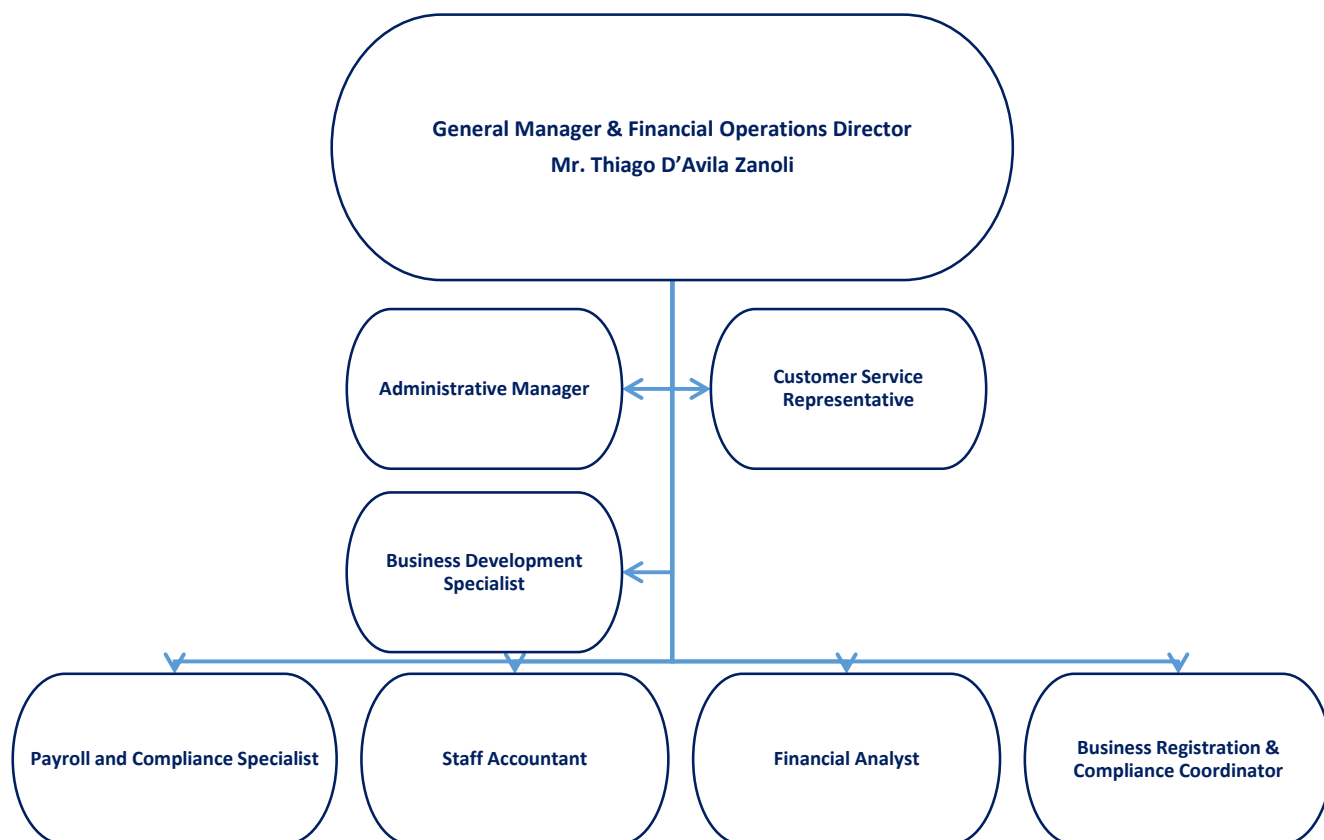 General Manager & Financial Operations Director
Mr. Thiago D’Avila Zanoli
Administrative Manager
Customer Service
Representative
Business Development
Specialist
Payroll and Compliance Specialist
Staff Accountant
Financial Analyst
Business Registration &
Compliance Coordinator